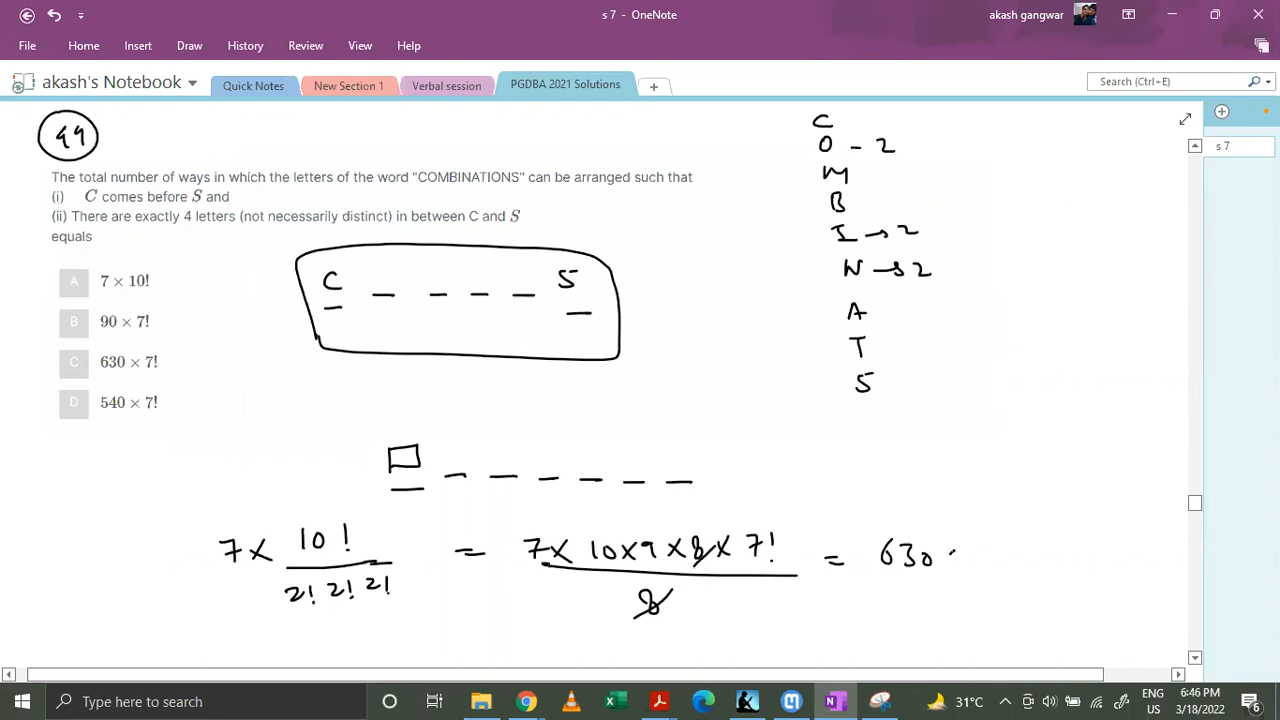 s 7 - OneNote
akash gangwar
File Home Insert Draw History Review View Help
akash's Notebook Quick Notes New Section 1 Verbal session PGDBA 2021 Solutions + Search (Ctrl+E)
s 7
49
The total number of ways in which the letters of the word "COMBINATIONS" can be arranged such that
(i) C comes before S and
(ii) There are exactly 4 letters (not necessarily distinct) in between C and S
equals
A 7 × 10!
B 90 × 7!
C 630 × 7!
D 540 × 7!
C _ _ _ _ S
C
O - 2
M
B
I → 2
N → 2
A
T
S
7 × 10! / 2! 2! 2! = 7 × 10 × 9 × 8 × 7! / 8 = 630 .
Type here to search
31°C
ENG
US
6:46 PM
3/18/2022
6